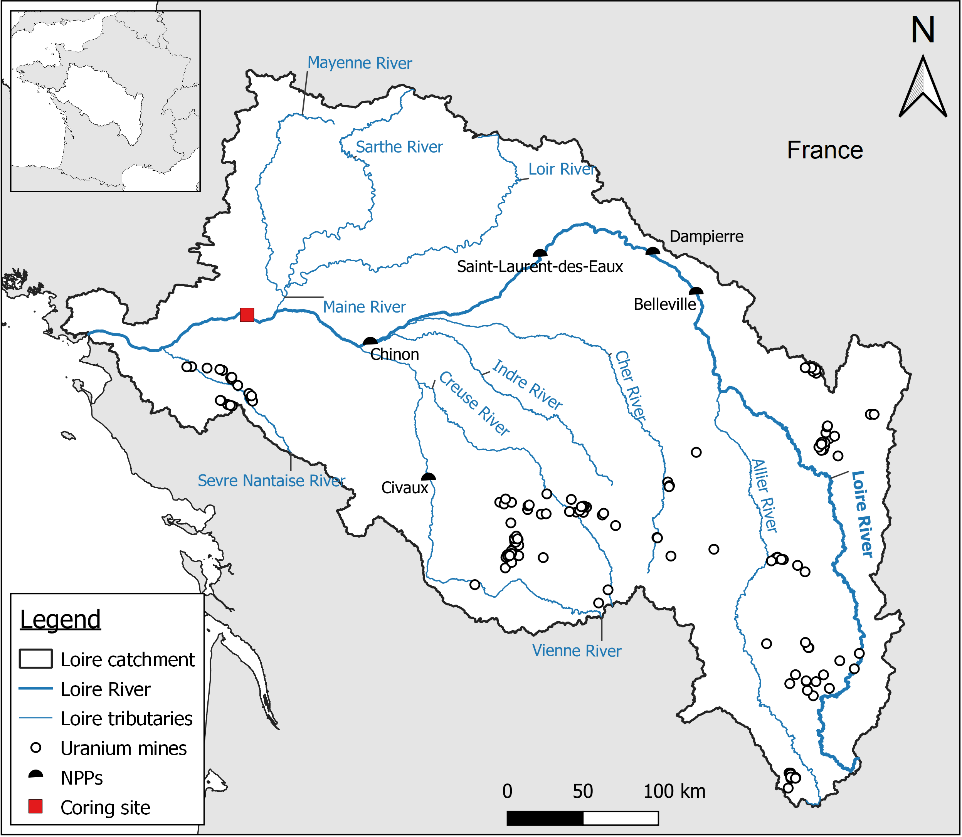 N
France
Mayenne River
Sarthe River
Loir River
Dampierre
Saint-Laurent-des-Eaux
Belleville
Maine River
Chinon
Indre River
Cher River
Creuse River
Sevre Nantaise River
Civaux
Allier River
Loire River
Vienne River
Legend
Loire catchment
Loire River
Loire tributaries
Uranium mines
NPPs
Coring site
0 50 100 km